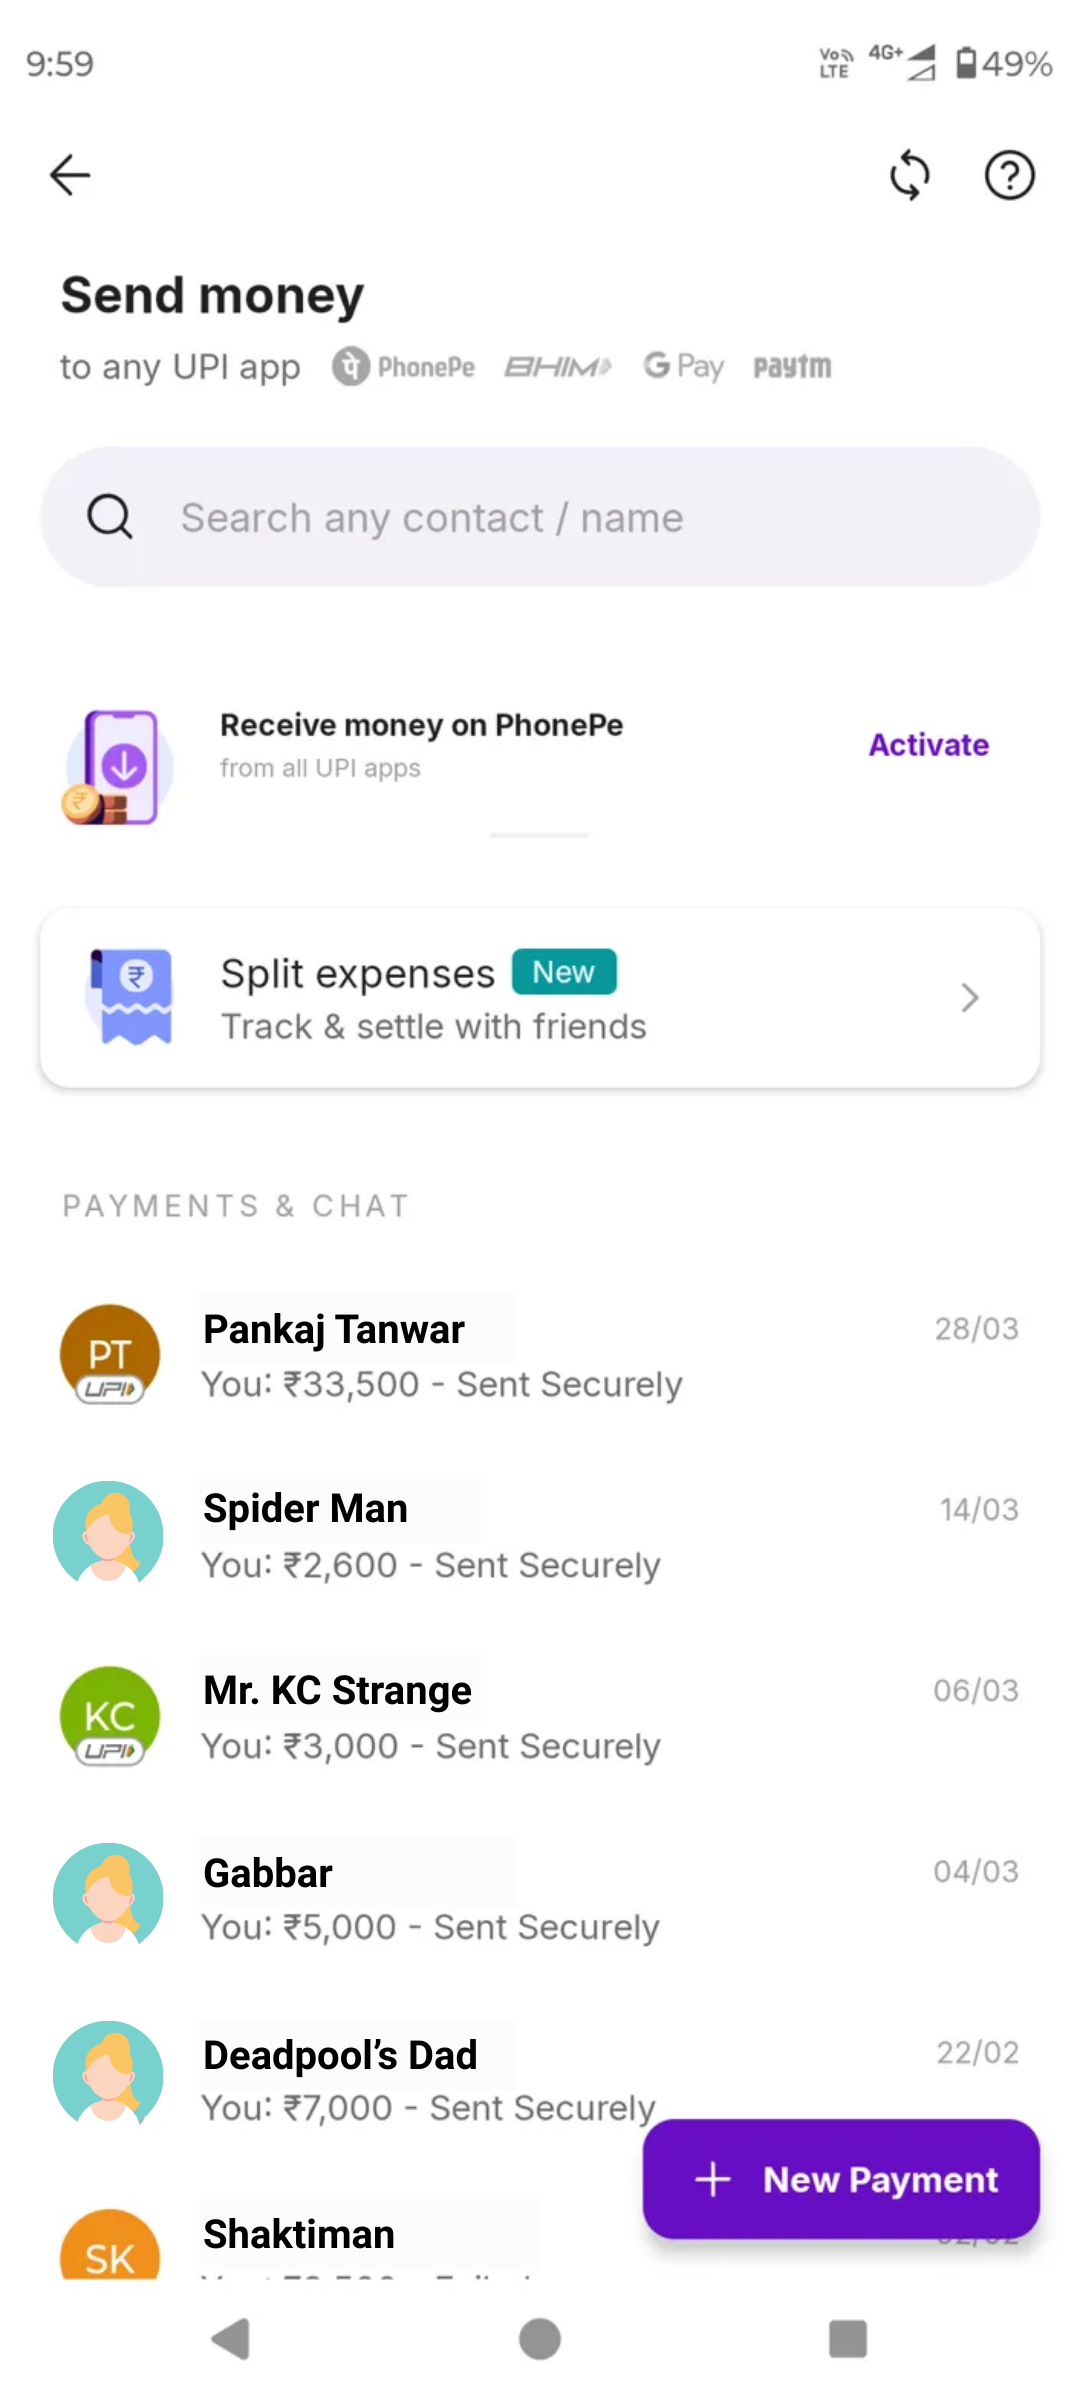 9:59
Vo LTE 4G+ 49%
Send money
to any UPI app PhonePe BHIM G Pay paytm
Search any contact / name
Receive money on PhonePe
from all UPI apps
Activate
Split expenses New
Track & settle with friends
PAYMENTS & CHAT
PT
UPI
Pankaj Tanwar 28/03
You: ₹33,500 - Sent Securely
Spider Man 14/03
You: ₹2,600 - Sent Securely
KC
UPI
Mr. KC Strange 06/03
You: ₹3,000 - Sent Securely
Gabbar 04/03
You: ₹5,000 - Sent Securely
Deadpool’s Dad 22/02
You: ₹7,000 - Sent Securely
+ New Payment
SK
Shaktiman